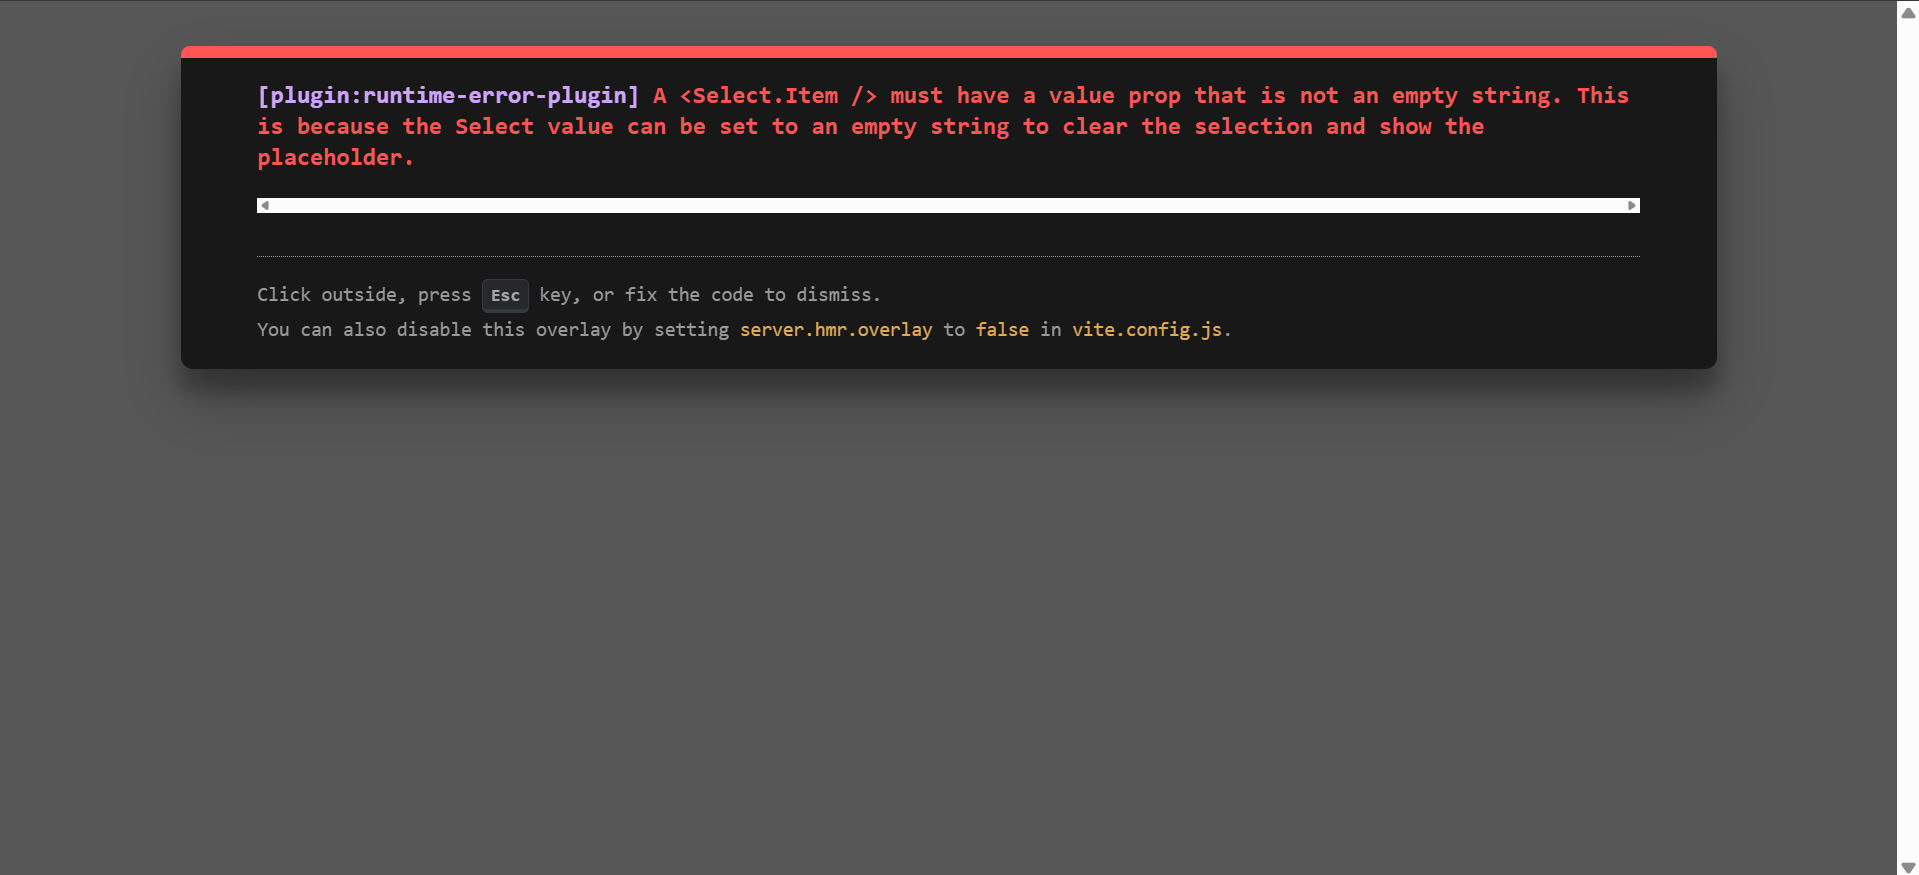 [plugin:runtime-error-plugin] A <Select.Item /> must have a value prop that is not an empty string. This
is because the Select value can be set to an empty string to clear the selection and show the
placeholder.
Click outside, press Esc key, or fix the code to dismiss.
You can also disable this overlay by setting server.hmr.overlay to false in vite.config.js.